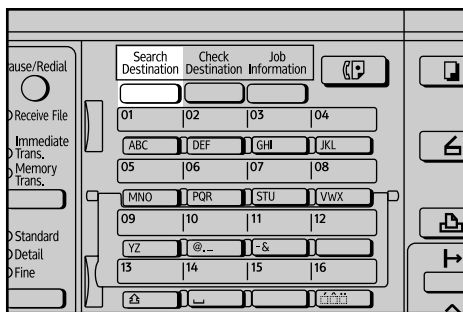 ause/Redial
Receive File
Immediate
Trans.
Memory
Trans.
Standard
Detail
Fine
Search
Destination
Check
Destination
Job
Information
01 02 03 04
ABC DEF GHI JKL
05 06 07 08
MNO PQR STU VWX
09 10 11 12
YZ @._ -&
13 14 15 16